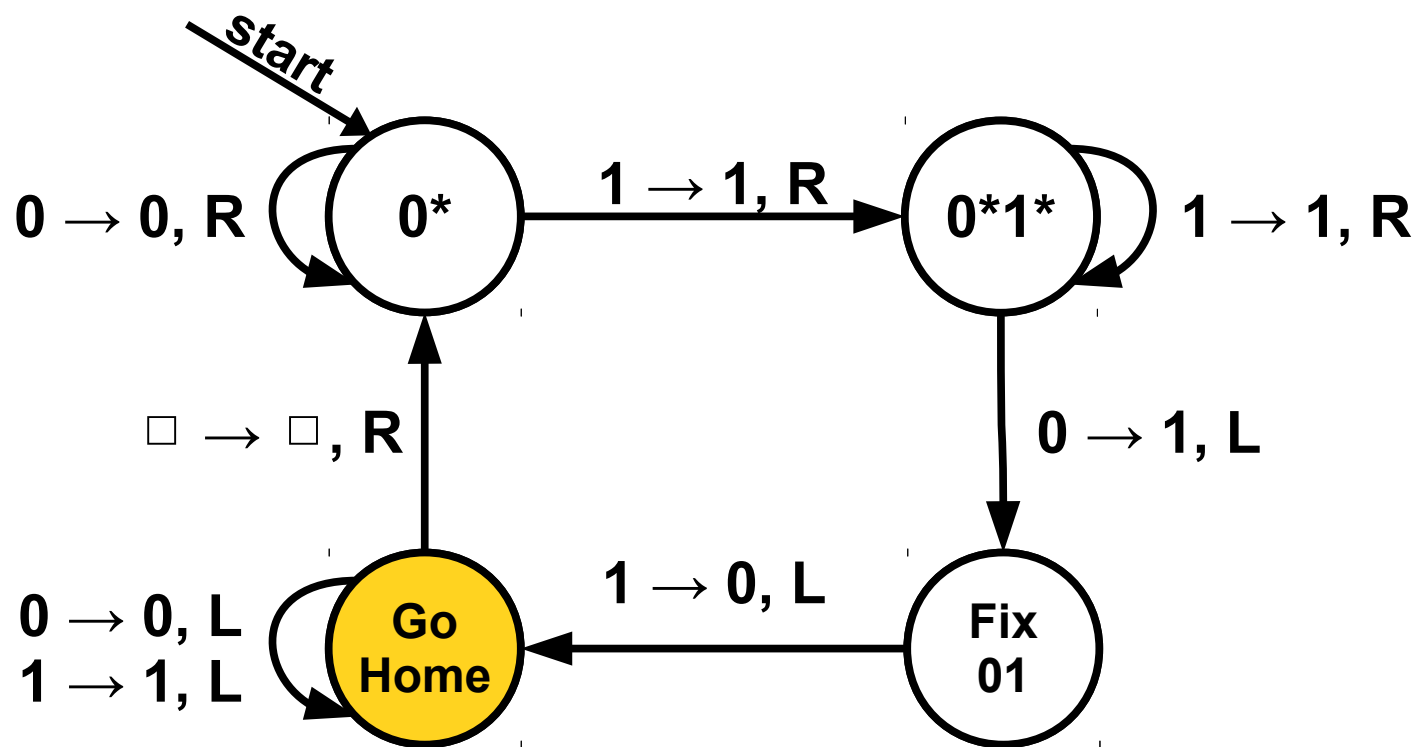 start
0 → 0, R
0*
1 → 1, R
0*1*
1 → 1, R
□ → □, R
0 → 1, L
0 → 0, L
1 → 1, L
Go
Home
1 → 0, L
Fix
01